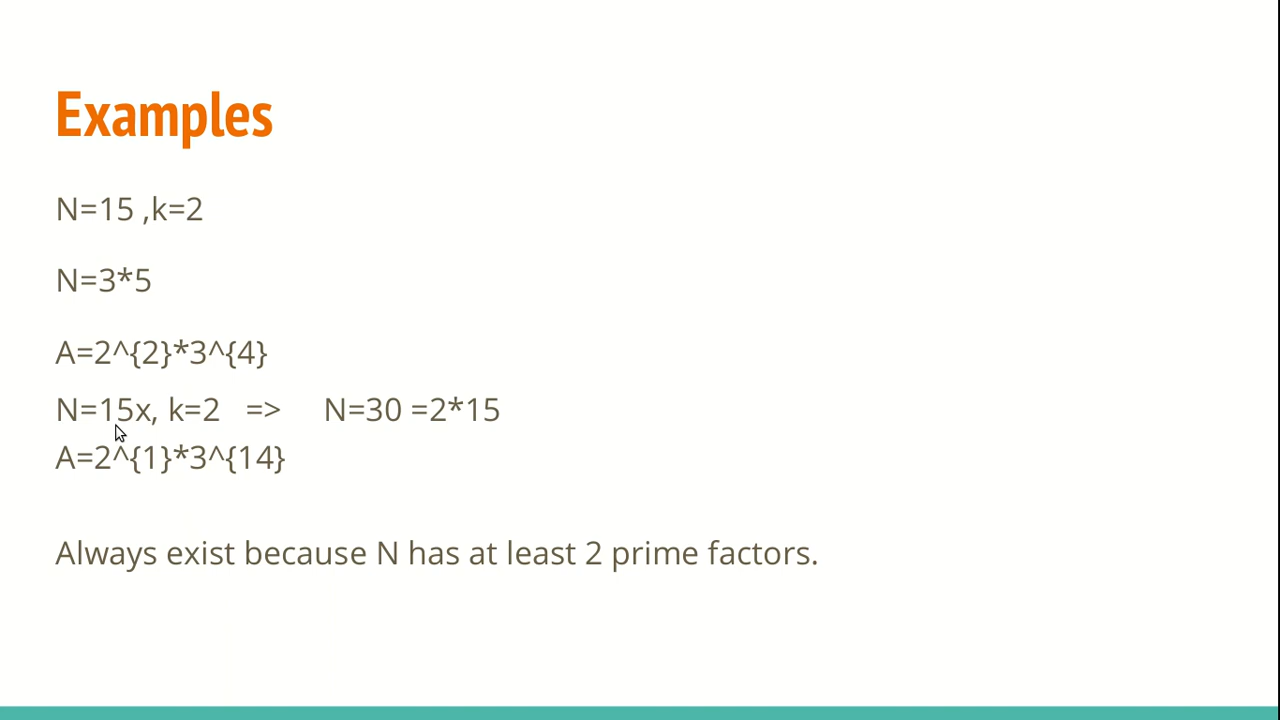 Examples
N=15 ,k=2
N=3*5
A=2^{2}*3^{4}
N=15x, k=2 => N=30 =2*15
A=2^{1}*3^{14}
Always exist because N has at least 2 prime factors.